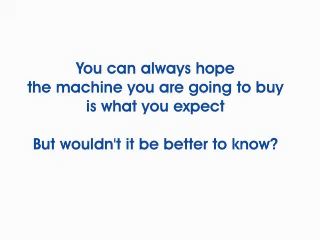 You can always hope
the machine you are going to buy
is what you expect
But wouldn't it be better to know?